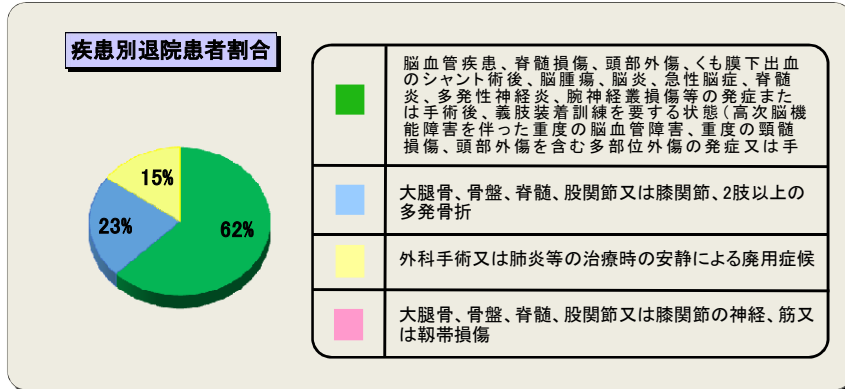 疾患別退院患者割合
脳血管疾患、脊髄損傷、頭部外傷、くも膜下出血
のシャント術後、脳腫瘍、脳炎、急性脳症、脊髄
炎、多発性神経炎、腕神経叢損傷等の発症また
は手術後、義肢装着訓練を要する状態（高次脳機
能障害を伴った重度の脳血管障害、重度の頸髄
損傷、頭部外傷を含む多部位外傷の発症又は手
大腿骨、骨盤、脊髄、股関節又は膝関節、2肢以上の
多発骨折
外科手術又は肺炎等の治療時の安静による廃用症候
大腿骨、骨盤、脊髄、股関節又は膝関節の神経、筋又
は靱帯損傷
15%
23%
62%